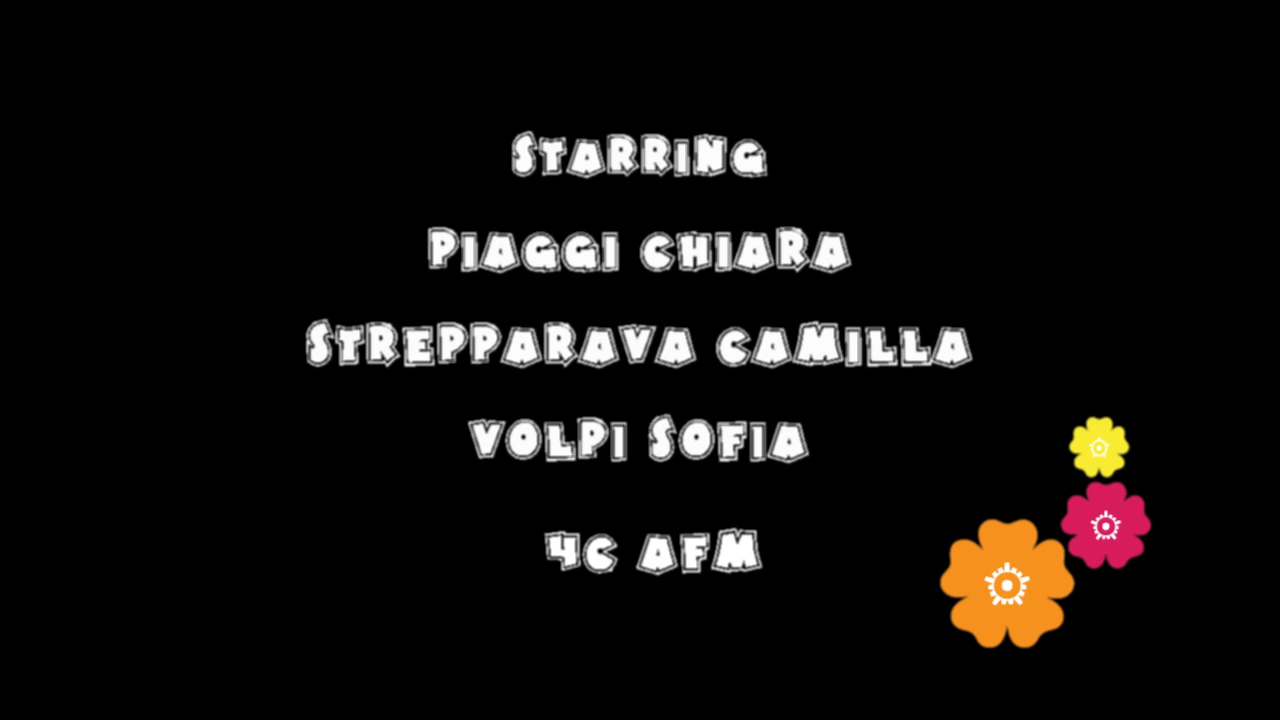 STARRING
PIAGGI CHIARA
STREPPARAVA CAMILLA
VOLPI SOFIA
4C AFM